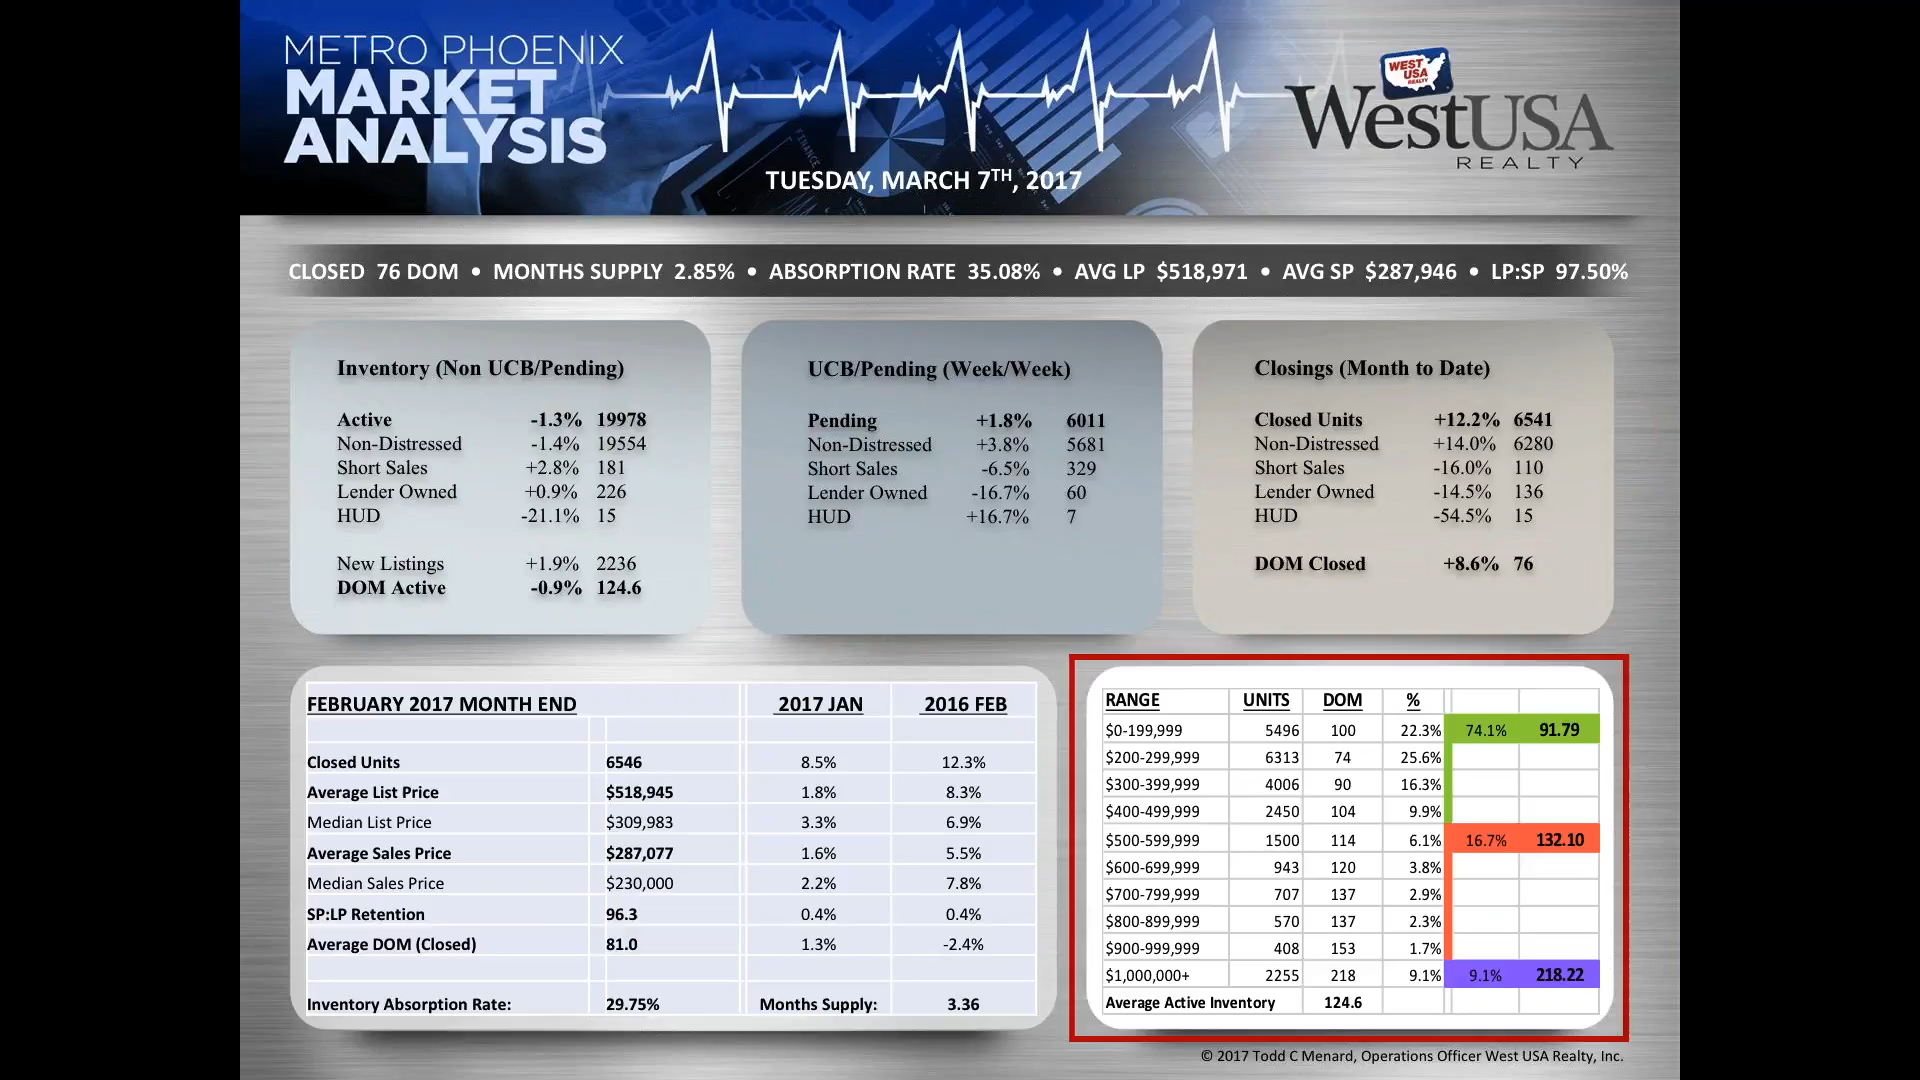 METRO PHOENIX
MARKET
ANALYSIS
TUESDAY, MARCH 7TH, 2017
WEST
USA
REALTY
WestUSA
REALTY
CLOSED 76 DOM • MONTHS SUPPLY 2.85% • ABSORPTION RATE 35.08% • AVG LP $518,971 • AVG SP $287,946 • LP:SP 97.50%
Inventory (Non UCB/Pending)
Active -1.3% 19978
Non-Distressed -1.4% 19554
Short Sales +2.8% 181
Lender Owned +0.9% 226
HUD -21.1% 15
New Listings +1.9% 2236
DOM Active -0.9% 124.6
UCB/Pending (Week/Week)
Pending +1.8% 6011
Non-Distressed +3.8% 5681
Short Sales -6.5% 329
Lender Owned -16.7% 60
HUD +16.7% 7
Closings (Month to Date)
Closed Units +12.2% 6541
Non-Distressed +14.0% 6280
Short Sales -16.0% 110
Lender Owned -14.5% 136
HUD -54.5% 15
DOM Closed +8.6% 76
FEBRUARY 2017 MONTH END 2017 JAN 2016 FEB
Closed Units 6546 8.5% 12.3%
Average List Price $518,945 1.8% 8.3%
Median List Price $309,983 3.3% 6.9%
Average Sales Price $287,077 1.6% 5.5%
Median Sales Price $230,000 2.2% 7.8%
SP:LP Retention 96.3 0.4% 0.4%
Average DOM (Closed) 81.0 1.3% -2.4%
Inventory Absorption Rate: 29.75% Months Supply: 3.36
RANGE UNITS DOM %
$0-199,999 5496 100 22.3% 74.1% 91.79
$200-299,999 6313 74 25.6%
$300-399,999 4006 90 16.3%
$400-499,999 2450 104 9.9%
$500-599,999 1500 114 6.1% 16.7% 132.10
$600-699,999 943 120 3.8%
$700-799,999 707 137 2.9%
$800-899,999 570 137 2.3%
$900-999,999 408 153 1.7%
$1,000,000+ 2255 218 9.1% 9.1% 218.22
Average Active Inventory 124.6
© 2017 Todd C Menard, Operations Officer West USA Realty, Inc.